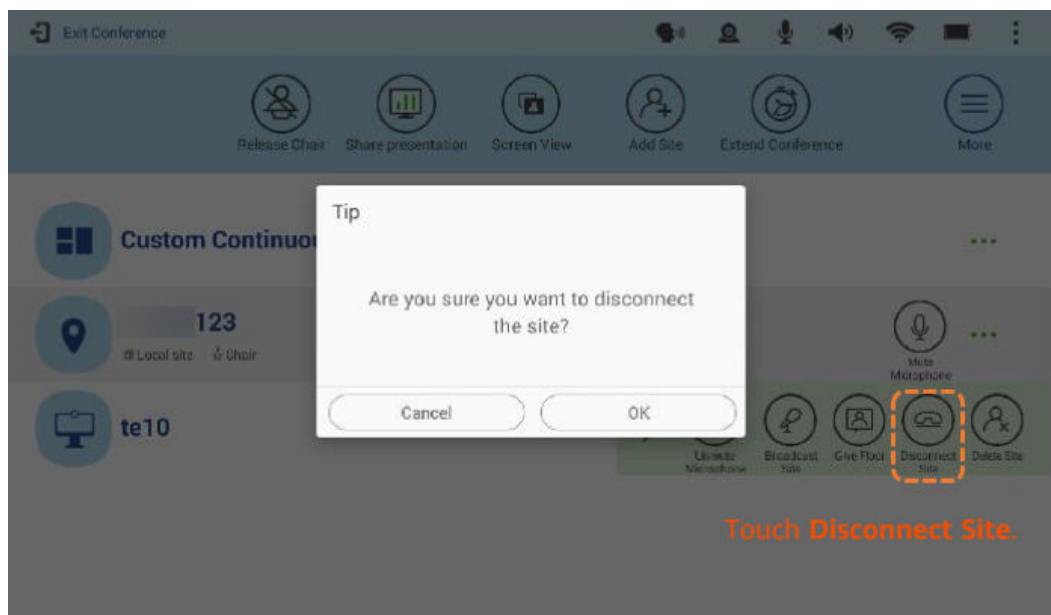 Exit Conference
Release Chair
Share presentation
Screen View
Add Site
Extend Conference
More
Tip
Custom Continuou
Are you sure you want to disconnect
the site?
123
Local site
Chair
Mute
Microphone
Cancel
OK
te10
Unmute
Microphone
Broadcast
Site
Give Floor
Disconnect
Site
Delete Site
Touch Disconnect Site.